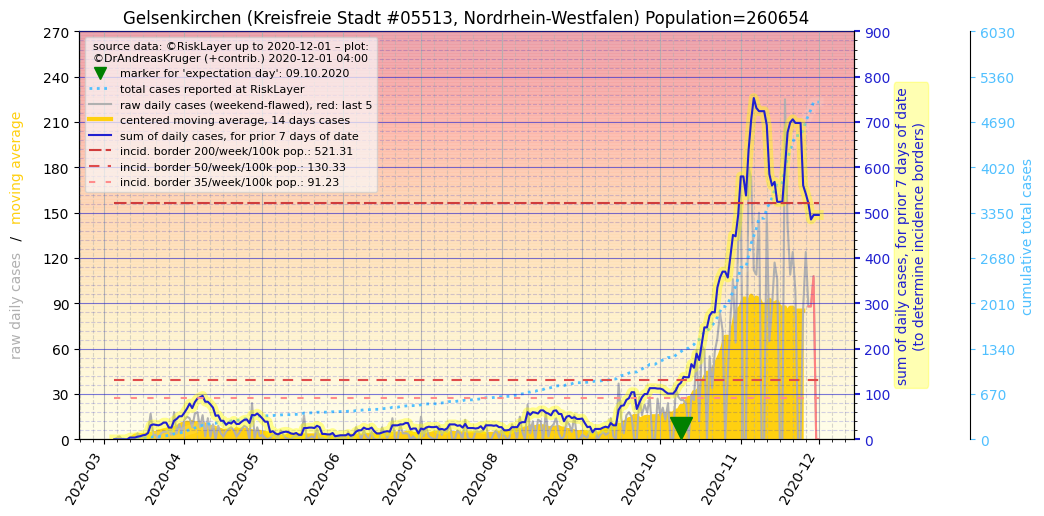 Gelsenkirchen (Kreisfreie Stadt #05513, Nordrhein-Westfalen) Population=260654
source data: ©RiskLayer up to 2020-12-01 – plot:
©DrAndreasKruger (+contrib.) 2020-12-01 04:00
marker for 'expectation day': 09.10.2020
total cases reported at RiskLayer
raw daily cases (weekend-flawed), red: last 5
centered moving average, 14 days cases
sum of daily cases, for prior 7 days of date
incid. border 200/week/100k pop.: 521.31
incid. border 50/week/100k pop.: 130.33
incid. border 35/week/100k pop.: 91.23
raw daily cases / moving average
270
240
210
180
150
120
90
60
30
0
900
800
700
600
500
400
300
200
100
0
sum of daily cases, for prior 7 days of date
(to determine incidence borders)
6030
5360
4690
4020
3350
2680
2010
1340
670
0
cumulative total cases
2020-03
2020-04
2020-05
2020-06
2020-07
2020-08
2020-09
2020-10
2020-11
2020-12